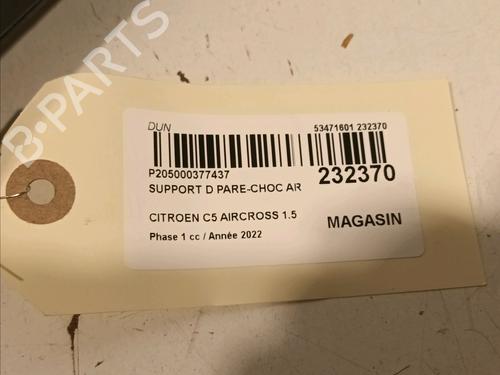 B-PARTS
DUN
53471601 232370
P205000377437
232370
SUPPORT D PARE-CHOC AR
CITROEN C5 AIRCROSS 1.5
MAGASIN
Phase 1 cc / Année 2022